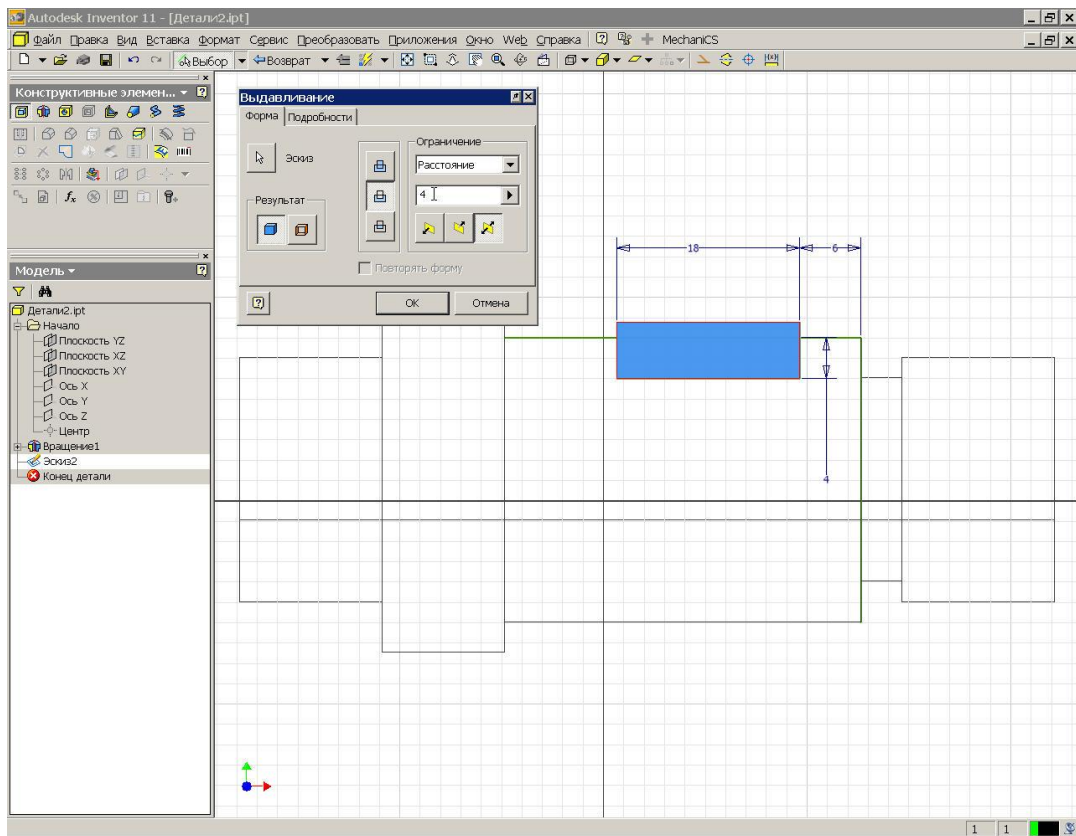 Autodesk Inventor 11 - [Детали2.ipt]
Файл Правка Вид Вставка Формат Сервис Преобразовать Приложения Окно Web Справка MechaniCS
Выбор Возврат
Конструктивные элемен...
Выдавливание
Форма Подробности
Ограничение
Эскиз
Расстояние
4
Результат
Повторять форму
OK Отмена
18 6
4
Модель
Детали2.ipt
Начало
Плоскость YZ
Плоскость XZ
Плоскость XY
Ось X
Ось Y
Ось Z
Центр
Вращение1
Эскиз2
Конец детали
1 1